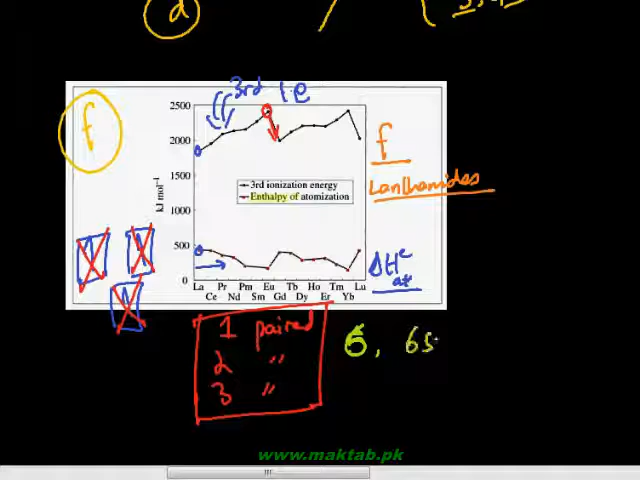 d
3rd I.e
f
2500
2000
1500
1000
500
0
kJ mol⁻¹
3rd ionization energy
Enthalpy of atomization
f
Lanthanides
ΔH°
at
La Pr Pm Eu Tb Ho Tm Lu
Ce Nd Sm Gd Dy Er Yb
1 paired
2 "
3 "
6, 6s
www.maktab.pk